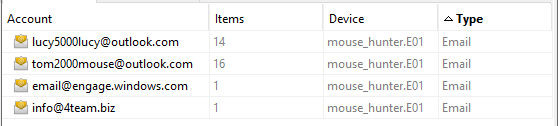 Account Items Device Type
lucy5000lucy@outlook.com 14 mouse_hunter.E01 Email
tom2000mouse@outlook.com 16 mouse_hunter.E01 Email
email@engage.windows.com 1 mouse_hunter.E01 Email
info@4team.biz 1 mouse_hunter.E01 Email